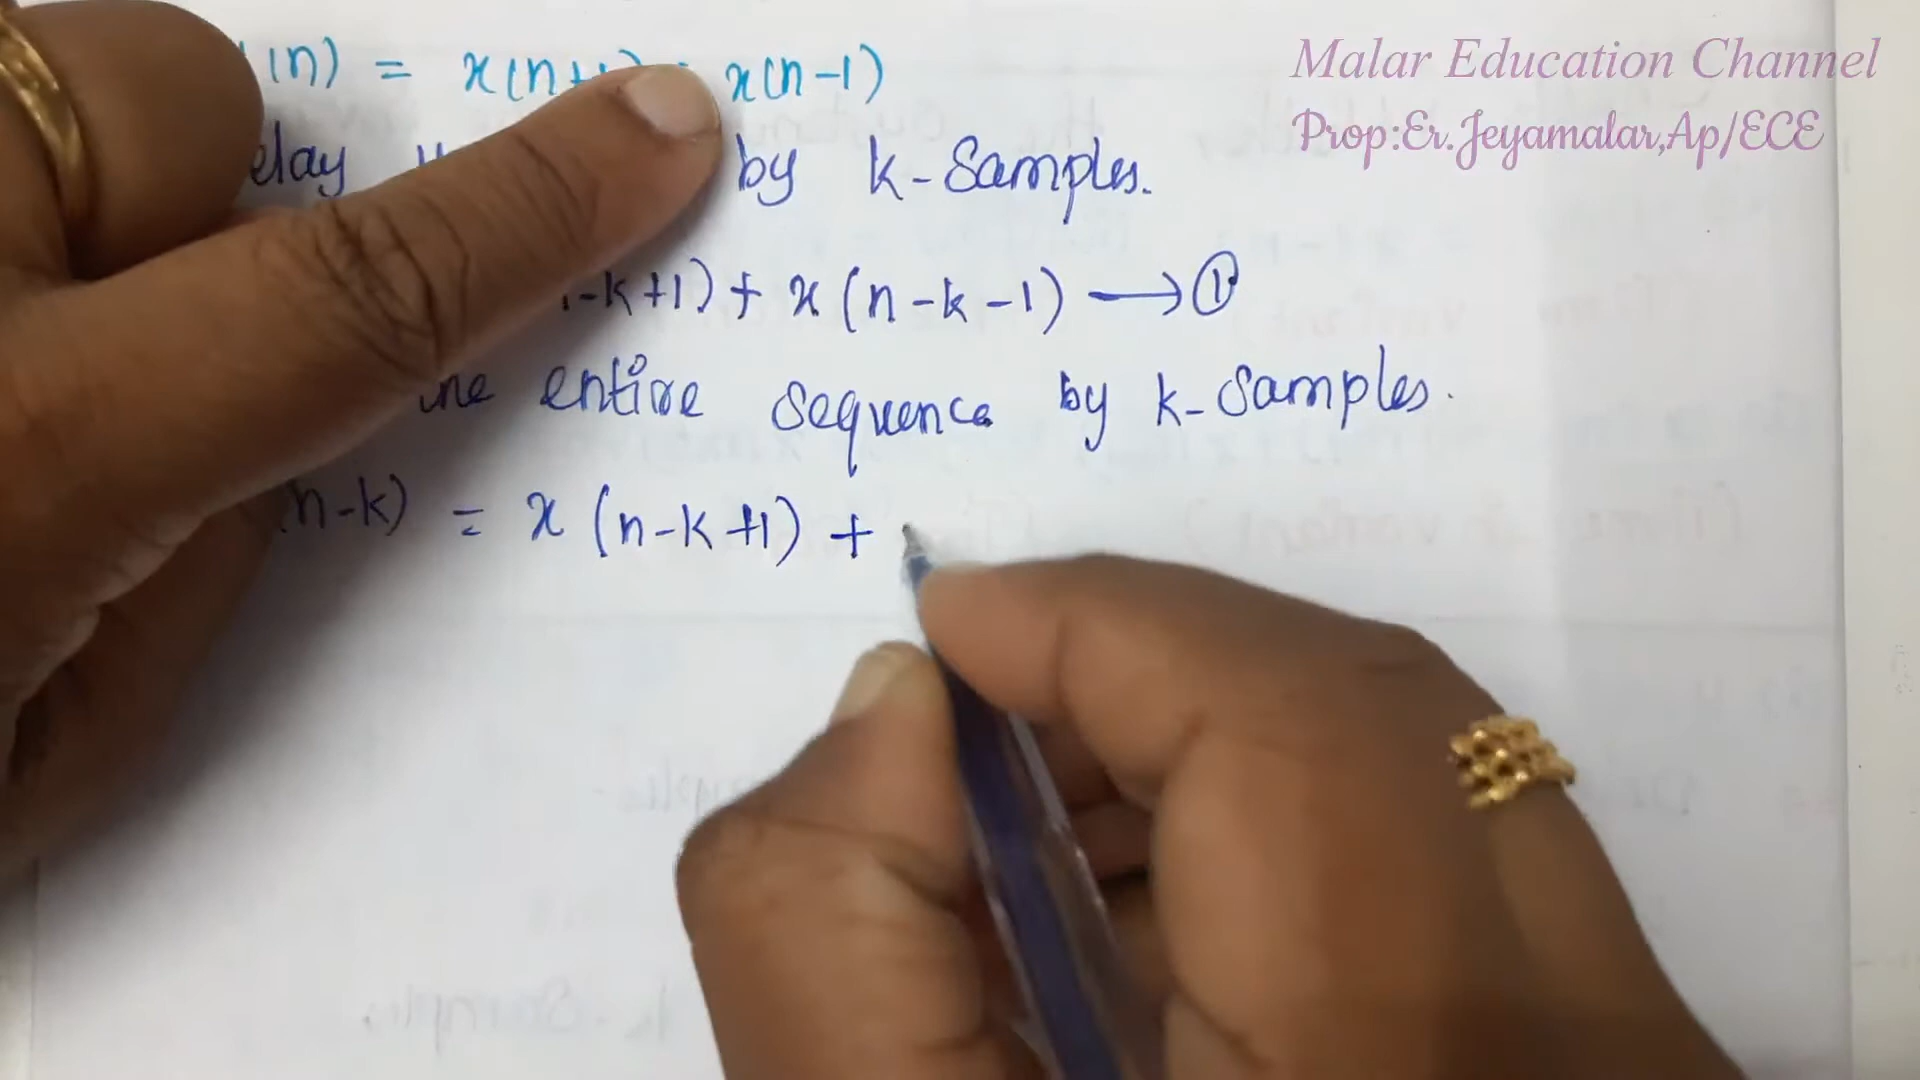 (n) = x(n+1) x(n-1)
elay by k-Samples.
-k+1) + x (n-k-1) → ①
entire sequence by k-Samples.
(n-k) = x (n-k+1) +
Malar Education Channel
Prop:Er.Jeyamalar,Ap/ECE